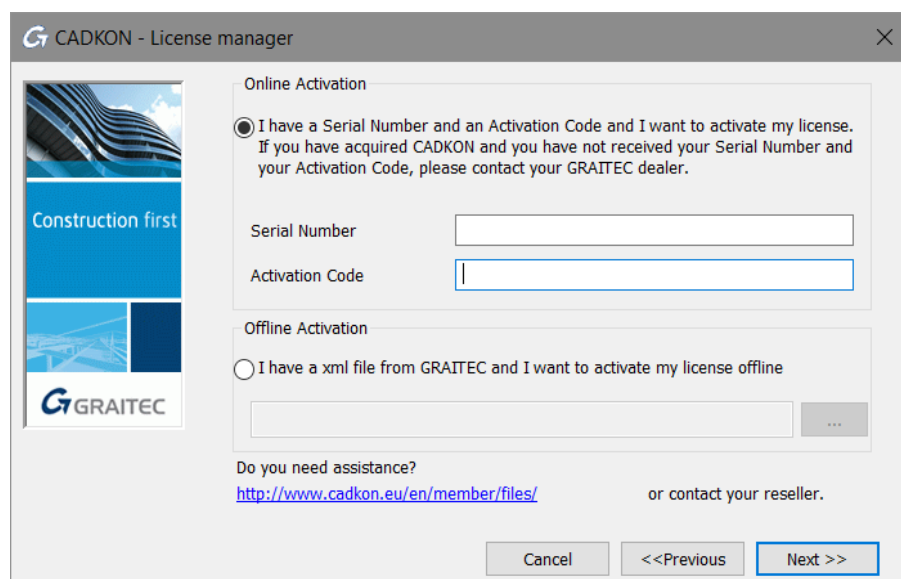 CADKON - License manager
Construction first
GRAITEC
Online Activation
I have a Serial Number and an Activation Code and I want to activate my license.
If you have acquired CADKON and you have not received your Serial Number and
your Activation Code, please contact your GRAITEC dealer.
Serial Number
Activation Code
Offline Activation
I have a xml file from GRAITEC and I want to activate my license offline
...
Do you need assistance?
http://www.cadkon.eu/en/member/files/ or contact your reseller.
Cancel <<Previous Next >>